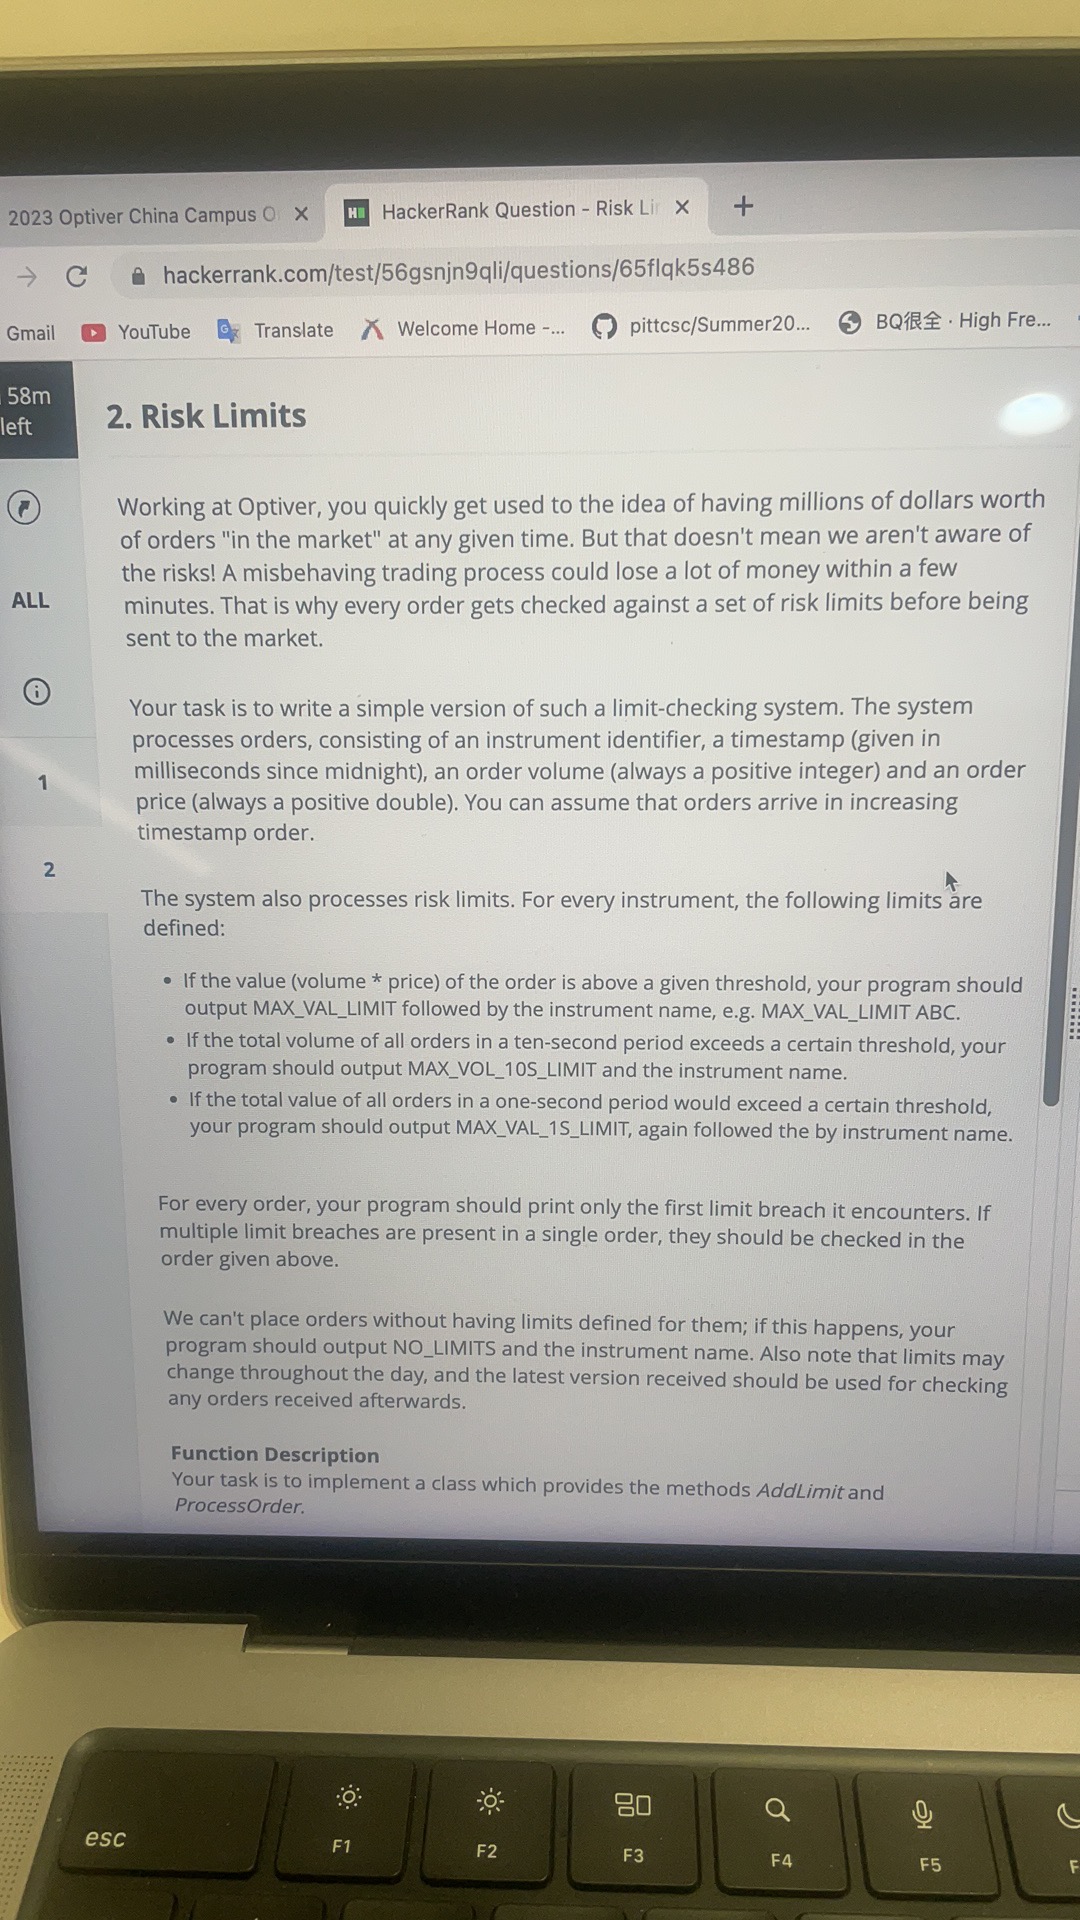 2023 Optiver China Campus O
HackerRank Question - Risk Li
hackerrank.com/test/56gsnjn9qli/questions/65flqk5s486
Gmail YouTube Translate Welcome Home -... pittcsc/Summer20... BQ很全 · High Fre...
58m
left
2. Risk Limits
Working at Optiver, you quickly get used to the idea of having millions of dollars worth
of orders "in the market" at any given time. But that doesn't mean we aren't aware of
the risks! A misbehaving trading process could lose a lot of money within a few
minutes. That is why every order gets checked against a set of risk limits before being
sent to the market.
ALL
Your task is to write a simple version of such a limit-checking system. The system
processes orders, consisting of an instrument identifier, a timestamp (given in
milliseconds since midnight), an order volume (always a positive integer) and an order
price (always a positive double). You can assume that orders arrive in increasing
timestamp order.
1
2
The system also processes risk limits. For every instrument, the following limits are
defined:
• If the value (volume * price) of the order is above a given threshold, your program should
output MAX_VAL_LIMIT followed by the instrument name, e.g. MAX_VAL_LIMIT ABC.
• If the total volume of all orders in a ten-second period exceeds a certain threshold, your
program should output MAX_VOL_10S_LIMIT and the instrument name.
• If the total value of all orders in a one-second period would exceed a certain threshold,
your program should output MAX_VAL_1S_LIMIT, again followed the by instrument name.
For every order, your program should print only the first limit breach it encounters. If
multiple limit breaches are present in a single order, they should be checked in the
order given above.
We can't place orders without having limits defined for them; if this happens, your
program should output NO_LIMITS and the instrument name. Also note that limits may
change throughout the day, and the latest version received should be used for checking
any orders received afterwards.
Function Description
Your task is to implement a class which provides the methods AddLimit and
ProcessOrder.
esc F1 F2 F3 F4 F5 F